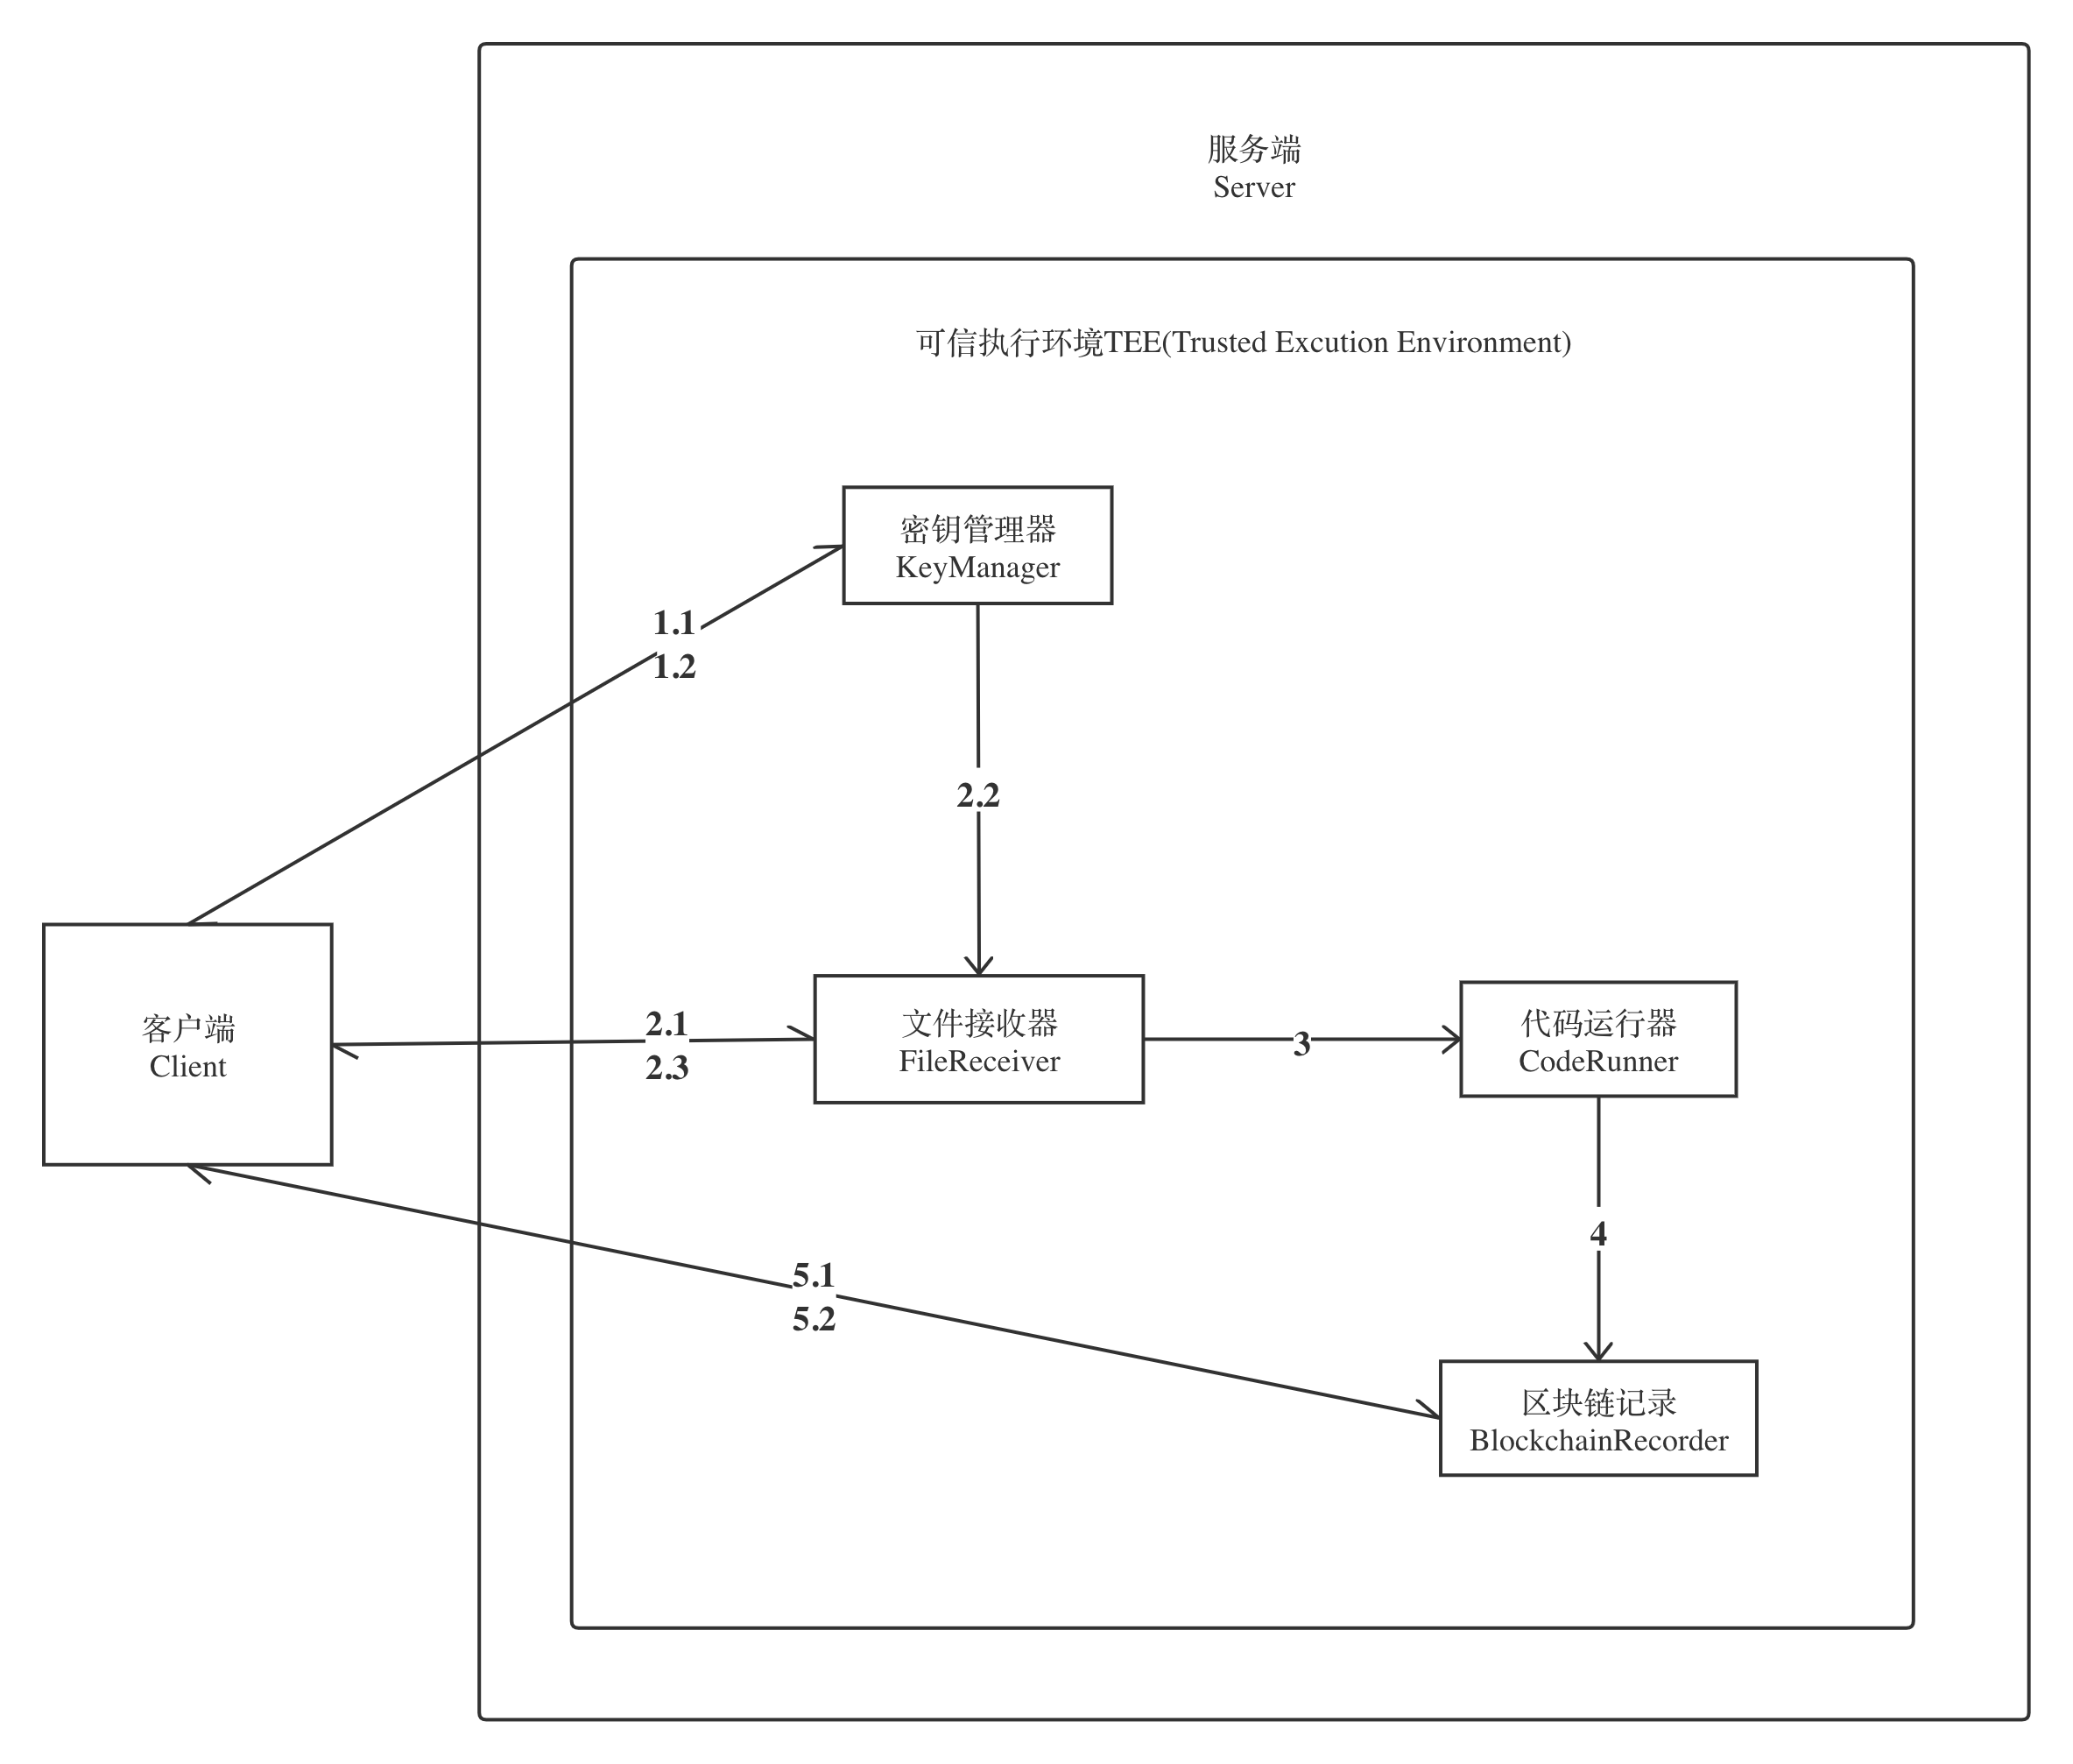 服务端
Server
可信执行环境TEE(Trusted Excution Environment)
密钥管理器
KeyManager
1.1
1.2
2.2
客户端
Client
2.1
2.3
文件接收器
FileReceiver
3
代码运行器
CodeRunner
4
5.1
5.2
区块链记录
BlockchainRecorder